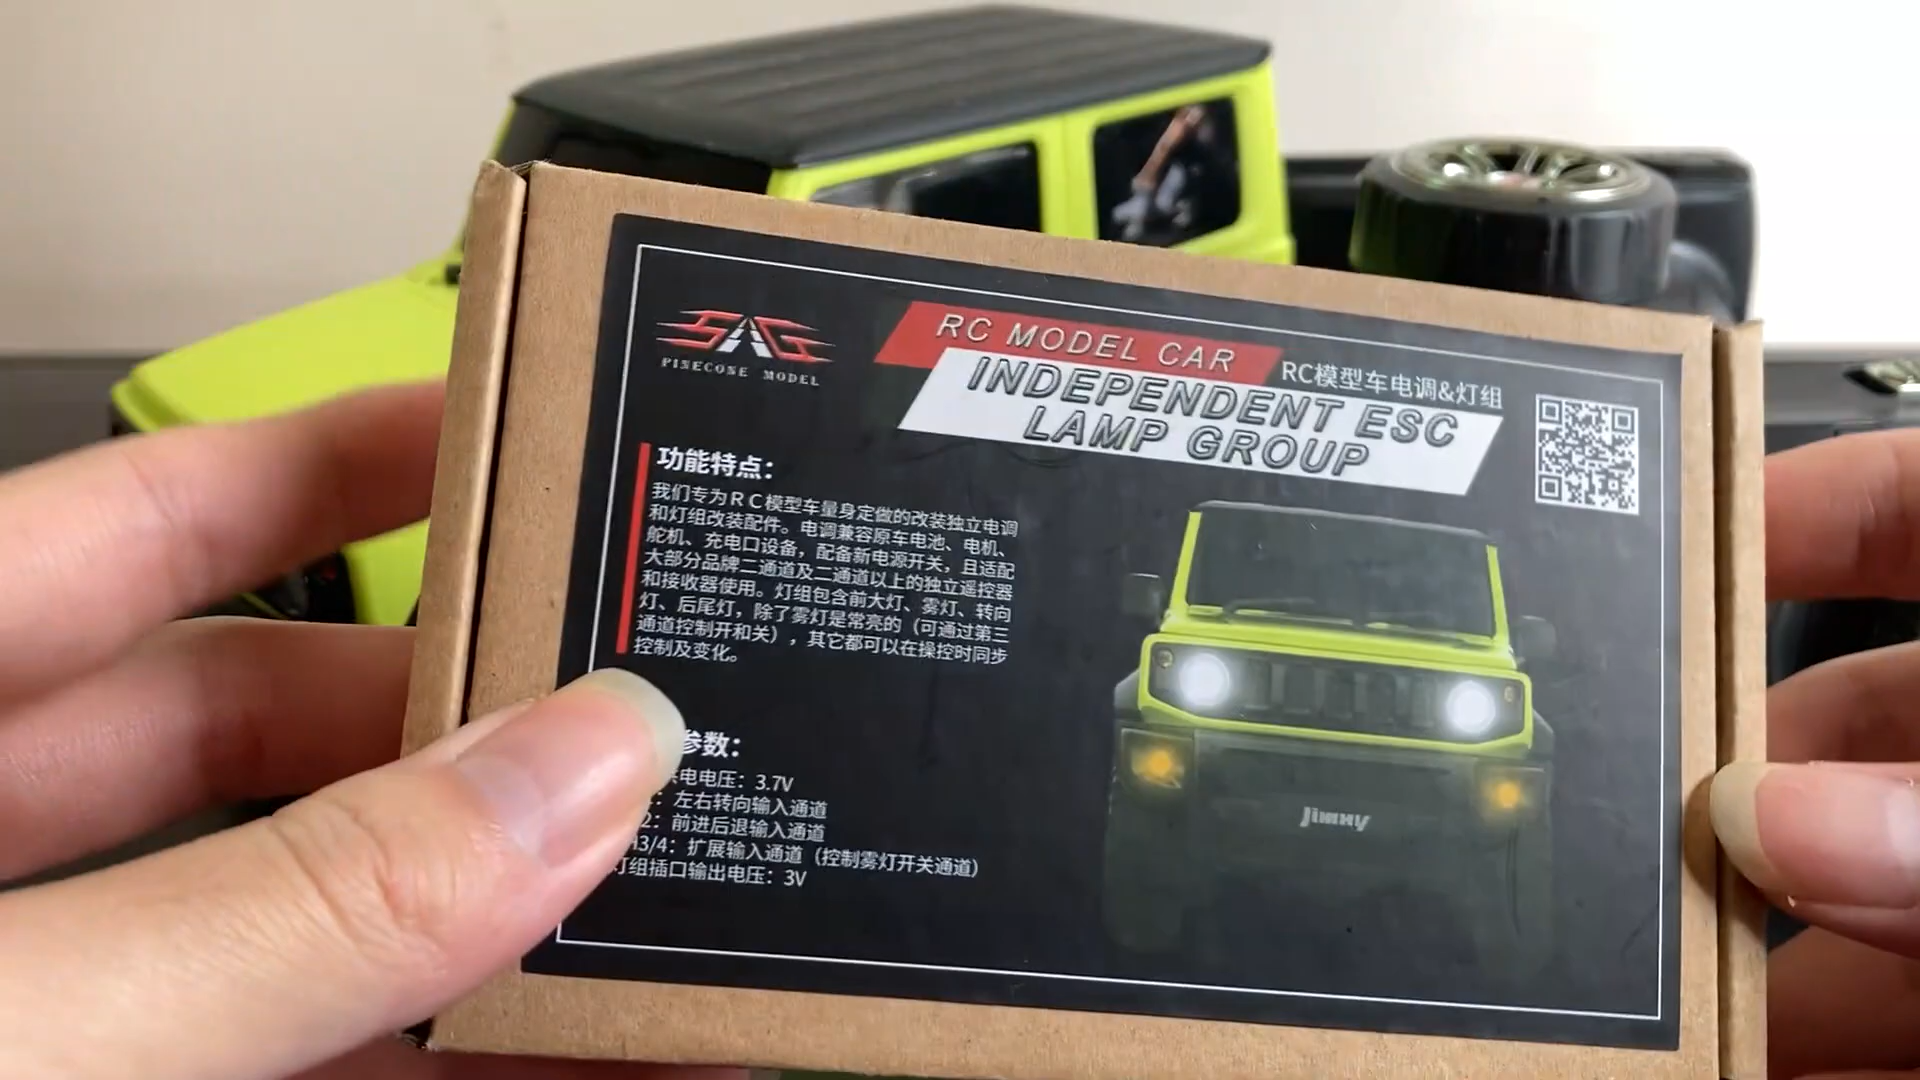 SAG
PINECONE MODEL
RC MODEL CAR
INDEPENDENT ESC
LAMP GROUP
RC模型车电调&灯组
功能特点：
我们专为RC模型车量身定做的改装独立电调
和灯组改装配件。电调兼容原车电池、电机、
舵机、充电口设备，配备新电源开关，且适配
大部分品牌二通道及二通道以上的独立遥控器
和接收器使用。灯组包含前大灯、雾灯、转向
灯、后尾灯，除了雾灯是常亮的（可通过第三
通道控制开和关），其它都可以在操控时同步
控制及变化。
参数：
电电压：3.7V
：左右转向输入通道
2：前进后退输入通道
3/4：扩展输入通道（控制雾灯开关通道）
灯组插口输出电压：3V
Jimny